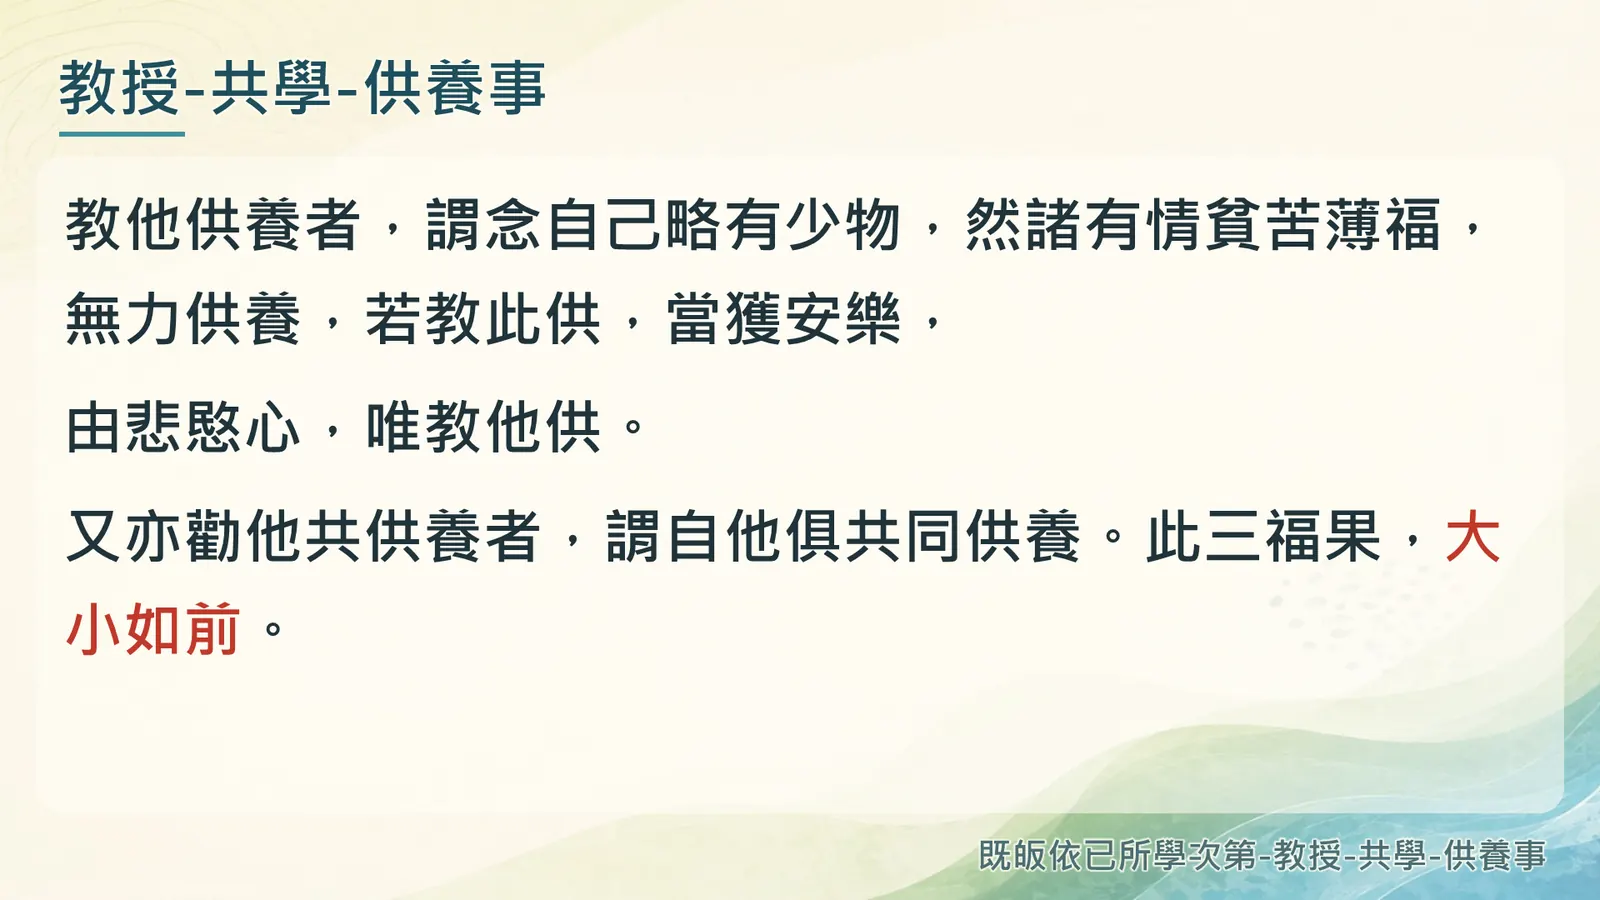 教授-共學-供養事
教他供養者，謂念自己略有少物，然諸有情貧苦薄福，
無力供養，若教此供，當獲安樂，
由悲愍心，唯教他供。
又亦勸他共供養者，謂自他俱共同供養。此三福果，大
小如前。
既皈依已所學次第-教授-共學-供養事